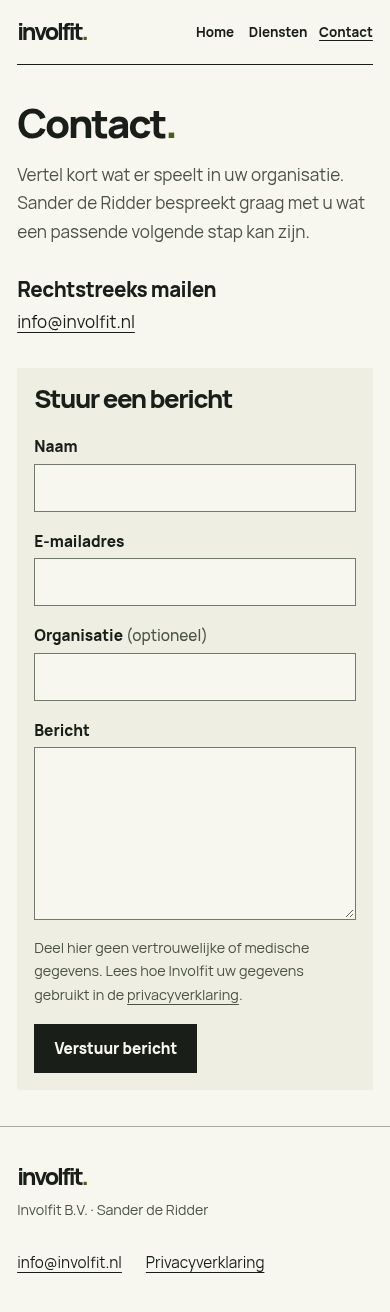 involfit.
Home Diensten Contact
Contact.
Vertel kort wat er speelt in uw organisatie.
Sander de Ridder bespreekt graag met u wat
een passende volgende stap kan zijn.
Rechtstreeks mailen
info@involfit.nl
Stuur een bericht
Naam
E-mailadres
Organisatie (optioneel)
Bericht
Deel hier geen vertrouwelijke of medische
gegevens. Lees hoe Involfit uw gegevens
gebruikt in de privacyverklaring.
Verstuur bericht
involfit.
Involfit B.V. · Sander de Ridder
info@involfit.nl Privacyverklaring